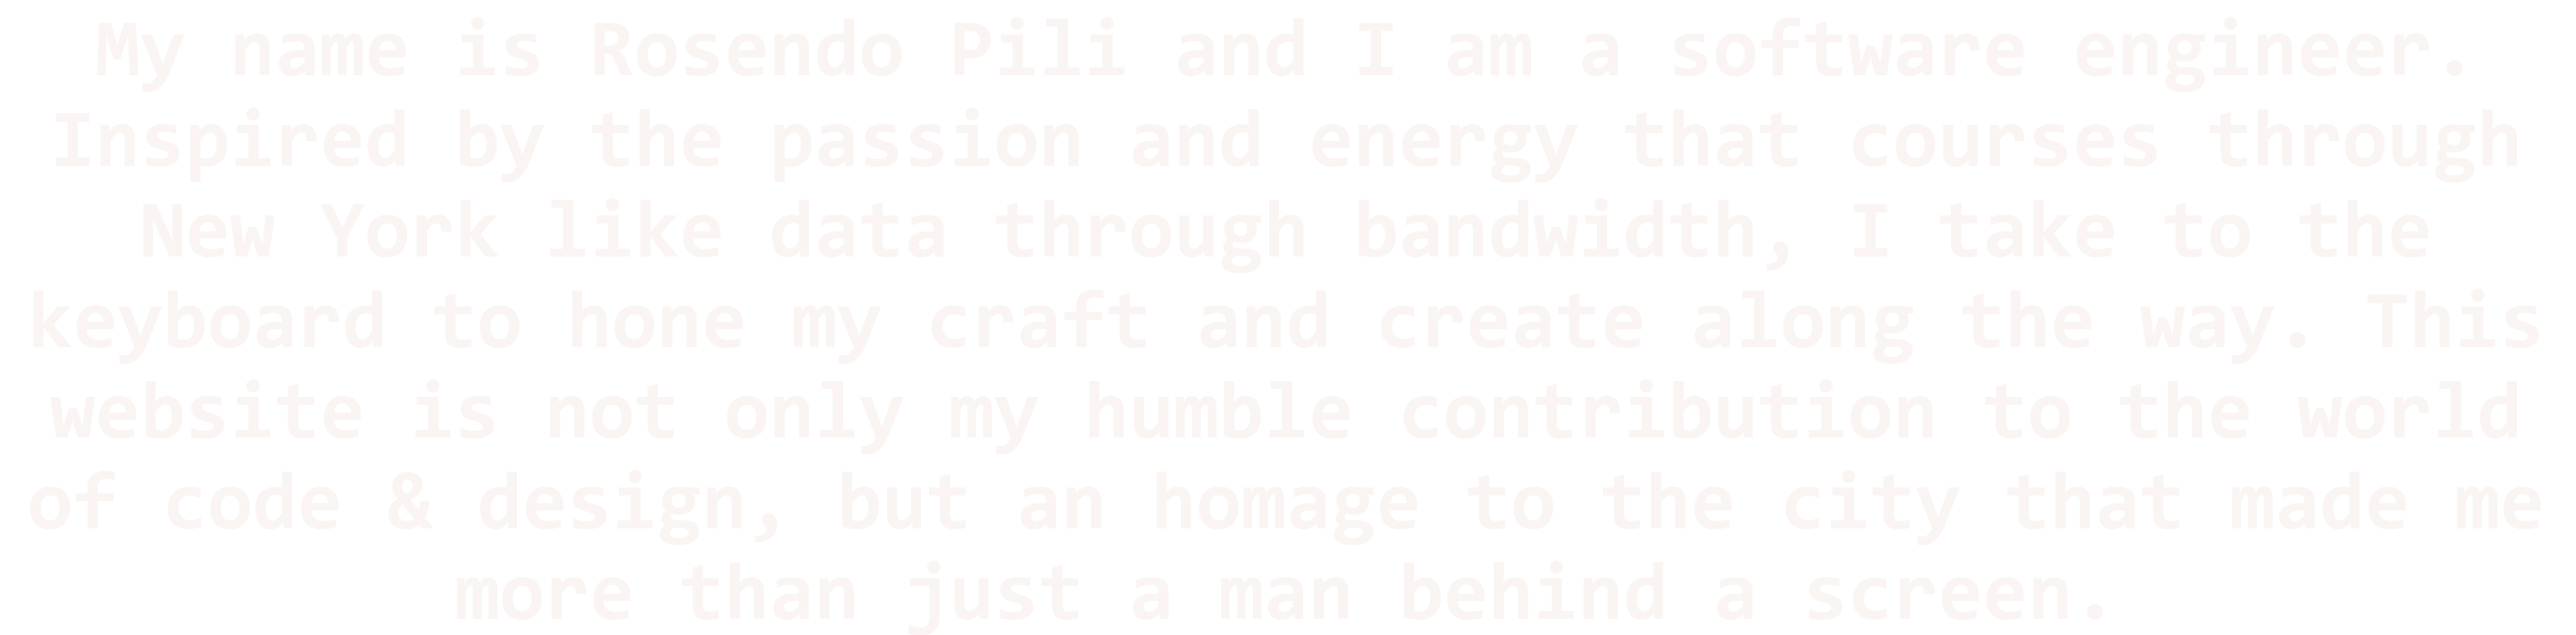 My name is Rosendo Pili and I am a software engineer.
Inspired by the passion and energy that courses through
New York like data through bandwidth, I take to the
keyboard to hone my craft and create along the way. This
website is not only my humble contribution to the world
of code & design, but an homage to the city that made me
more than just a man behind a screen.